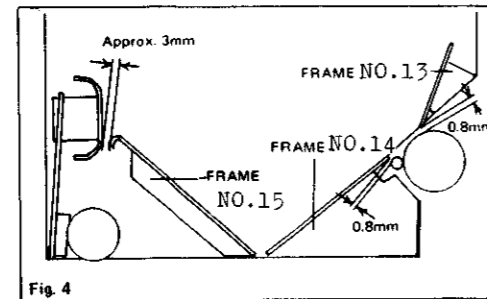 Approx. 3mm
FRAME NO.13
0.8mm
FRAME NO.14
FRAME
NO.15
0.8mm
Fig. 4